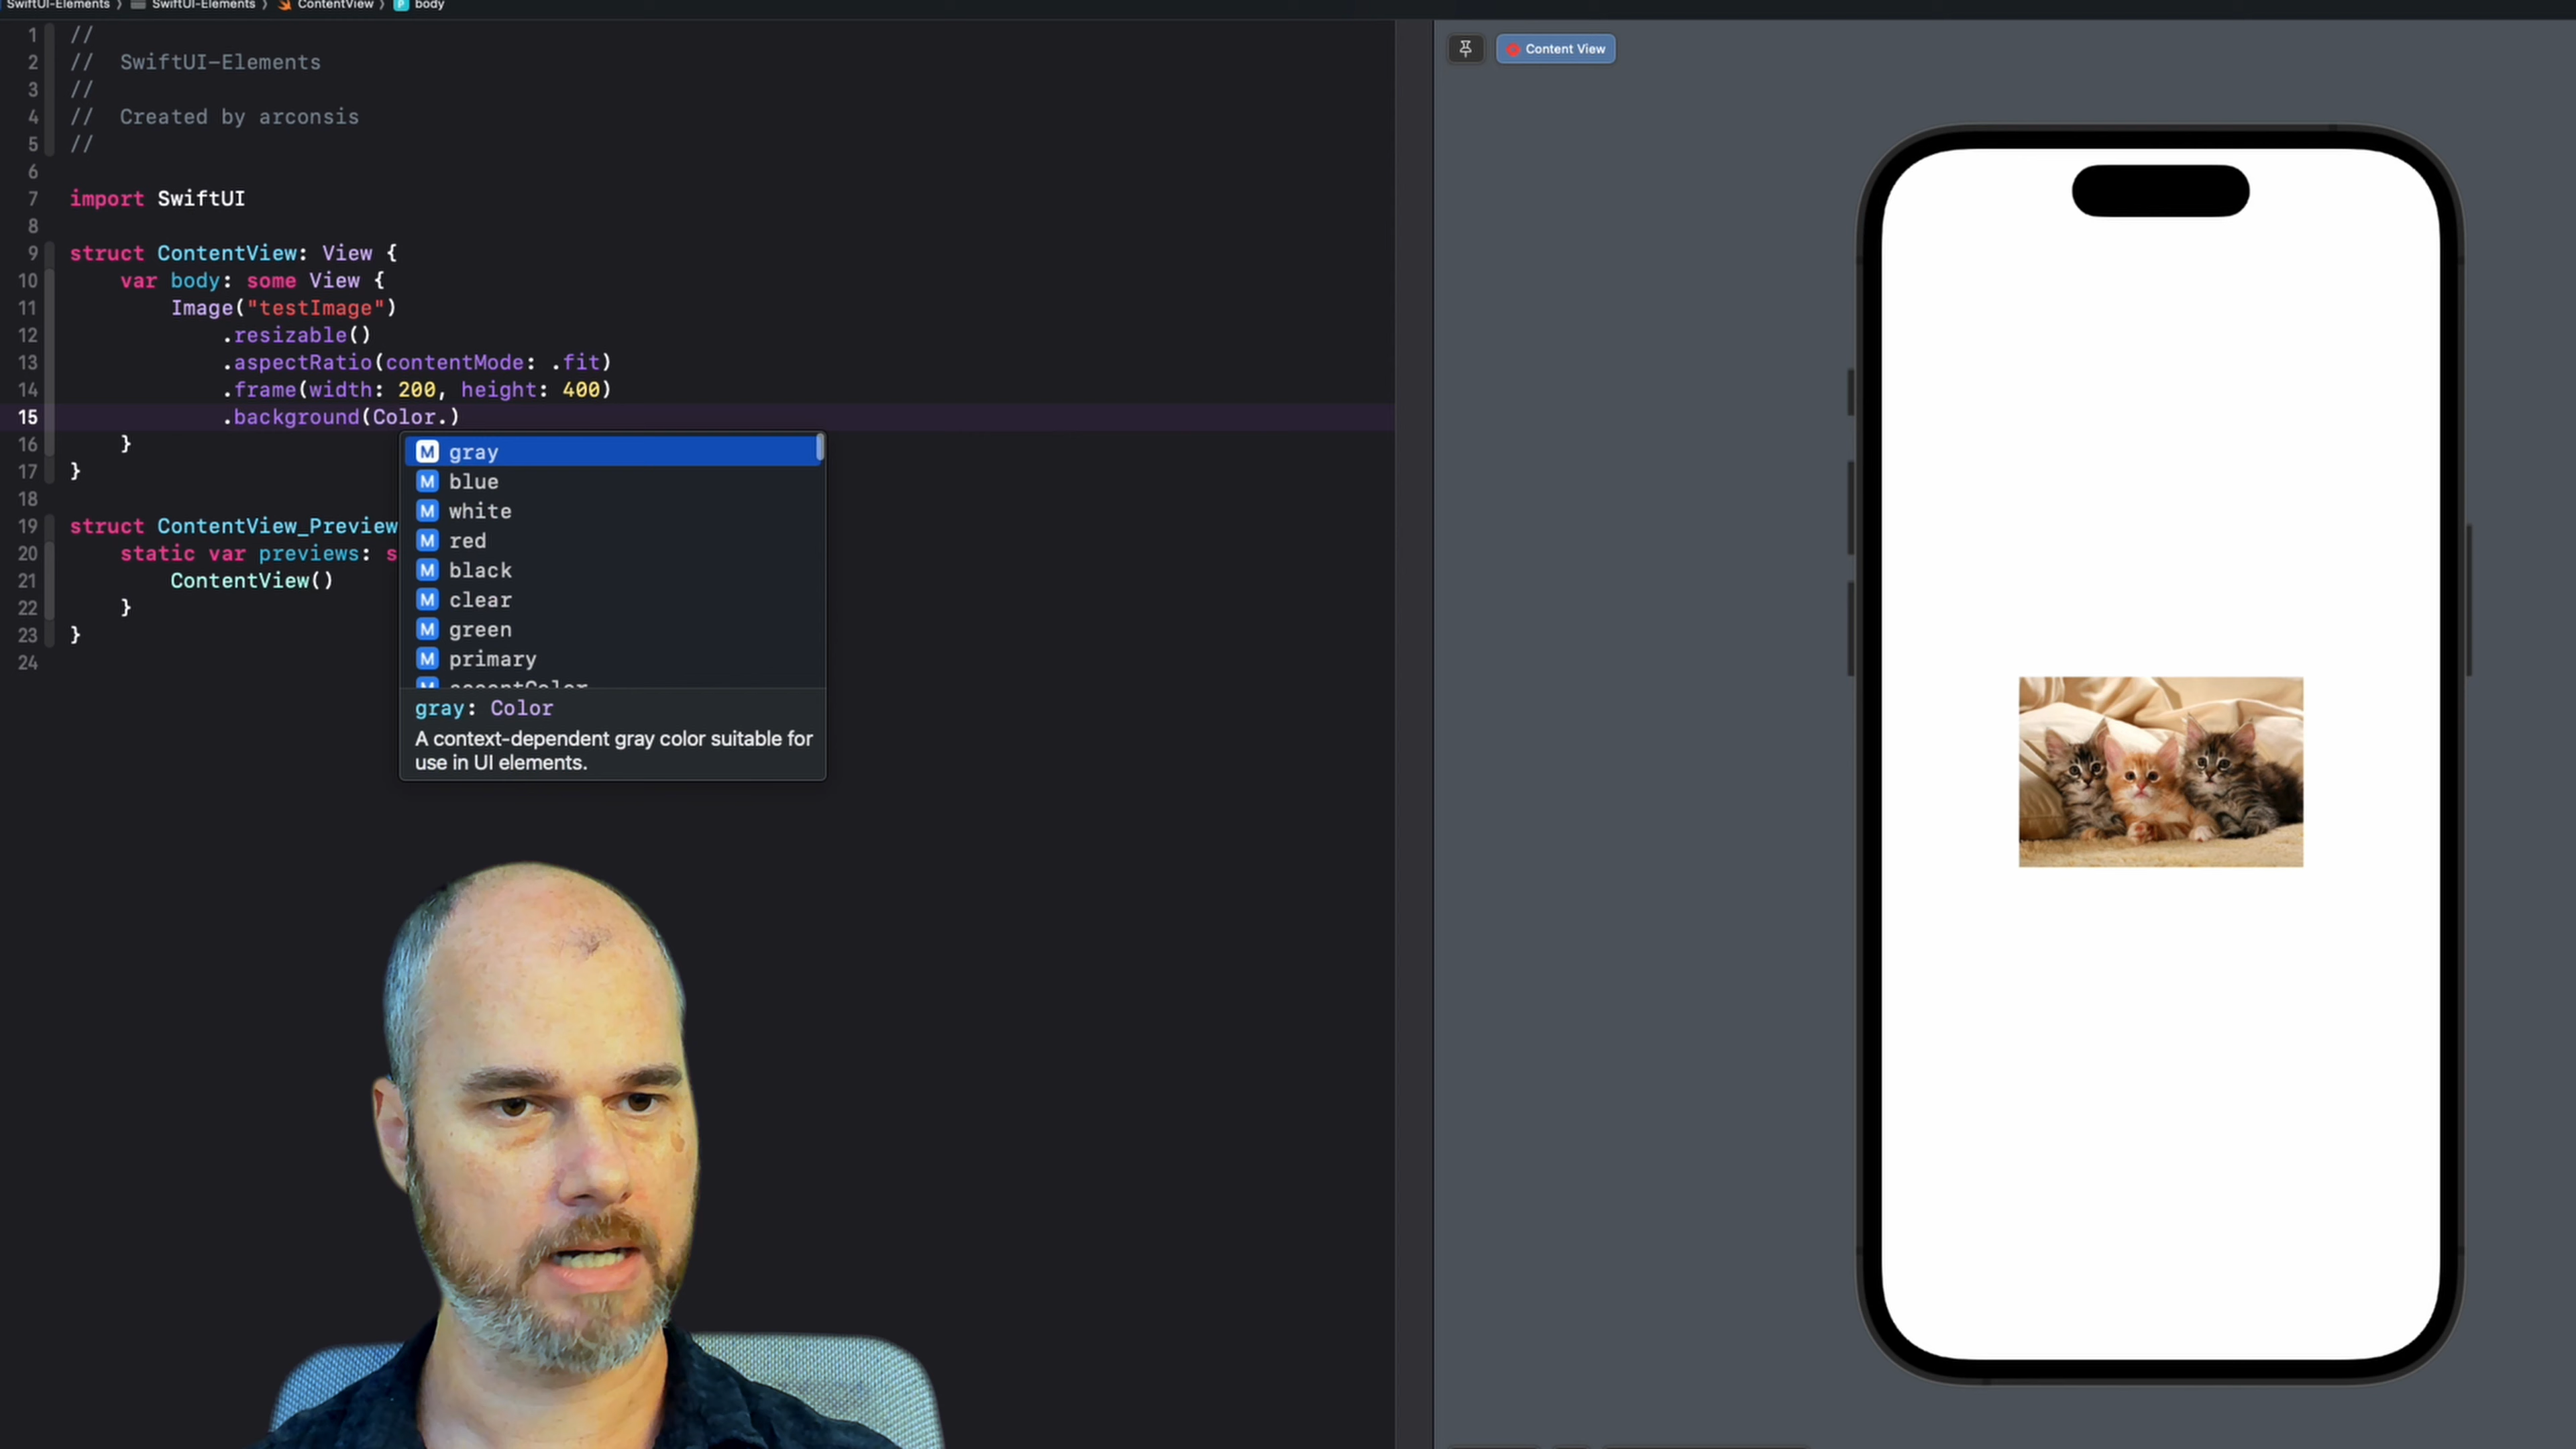 SwiftUI-Elements 〉 SwiftUI-Elements 〉 ContentView 〉 P body
1 //
2 //  SwiftUI-Elements
3 //
4 //  Created by arconsis
5 //
6
7 import SwiftUI
8
9 struct ContentView: View {
10     var body: some View {
11         Image("testImage")
12             .resizable()
13             .aspectRatio(contentMode: .fit)
14             .frame(width: 200, height: 400)
15             .background(Color.)
16     }
17 }
18
19 struct ContentView_Preview
20     static var previews: s
21         ContentView()
22     }
23 }
24
M gray
M blue
M white
M red
M black
M clear
M green
M primary
M accentColor
gray: Color
A context-dependent gray color suitable for
use in UI elements.
Content View